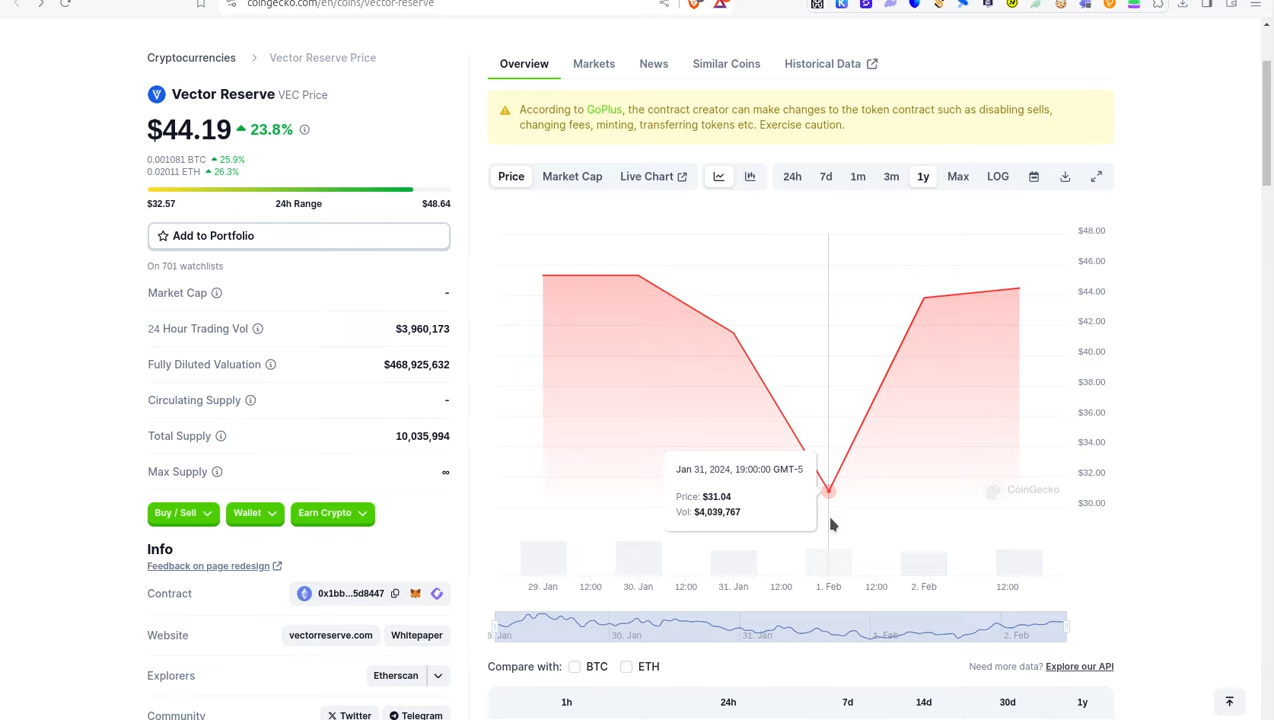 coingecko.com/en/coins/vector-reserve
Cryptocurrencies > Vector Reserve Price
Vector Reserve VEC Price
$44.19 23.8%
0.001081 BTC 25.9%
0.02011 ETH 26.3%
$32.57 24h Range $48.64
Add to Portfolio
On 701 watchlists
Market Cap -
24 Hour Trading Vol $3,960,173
Fully Diluted Valuation $468,925,632
Circulating Supply -
Total Supply 10,035,994
Max Supply ∞
Buy / Sell Wallet Earn Crypto
Info
Feedback on page redesign
Contract 0x1bb...5d8447
Website vectorreserve.com Whitepaper
Explorers Etherscan
Community Twitter Telegram
Overview Markets News Similar Coins Historical Data
According to GoPlus, the contract creator can make changes to the token contract such as disabling sells,
changing fees, minting, transferring tokens etc. Exercise caution.
Price Market Cap Live Chart 24h 7d 1m 3m 1y Max LOG
$48.00
$46.00
$44.00
$42.00
$40.00
$38.00
$36.00
$34.00
$32.00
$30.00
Jan 31, 2024, 19:00:00 GMT-5
Price: $31.04
Vol: $4,039,767
CoinGecko
29. Jan 12:00 30. Jan 12:00 31. Jan 12:00 1. Feb 12:00 2. Feb 12:00
9. Jan 30. Jan 31. Jan 1. Feb 2. Feb
Compare with: BTC ETH Need more data? Explore our API
1h 24h 7d 14d 30d 1y